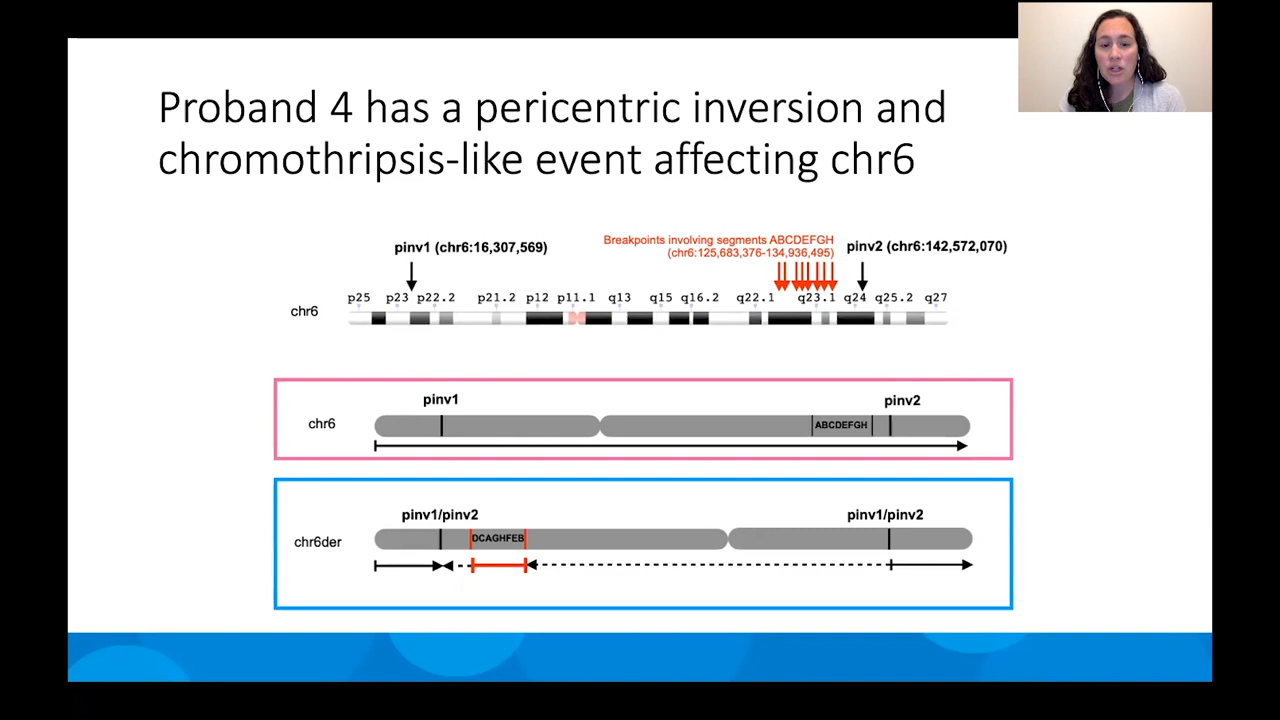 Proband 4 has a pericentric inversion and
chromothripsis-like event affecting chr6
pinv1 (chr6:16,307,569)
Breakpoints involving segments ABCDEFGH
(chr6:125,683,376-134,936,495)
pinv2 (chr6:142,572,070)
p25 p23 p22.2 p21.2 p12 p11.1 q13 q15 q16.2 q22.1 q23.1 q24 q25.2 q27
chr6
pinv1 pinv2
chr6 ABCDEFGH
pinv1/pinv2 pinv1/pinv2
chr6der DCAGHFEB